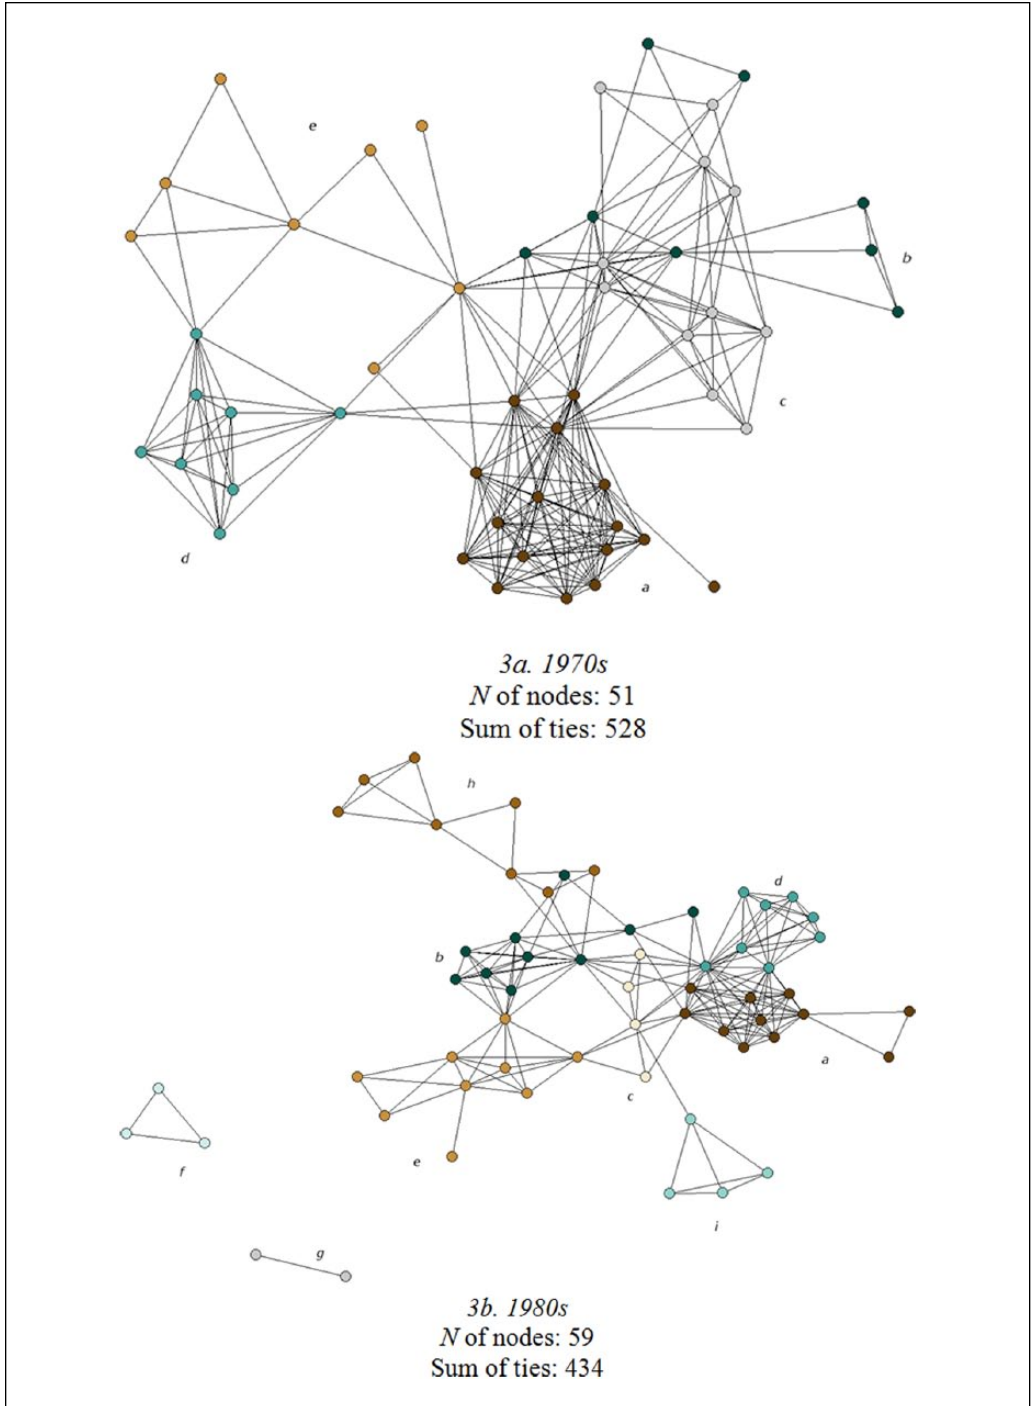 e
b
c
d
a
3a. 1970s
N of nodes: 51
Sum of ties: 528
h
d
b
a
c
e
f
i
g
3b. 1980s
N of nodes: 59
Sum of ties: 434